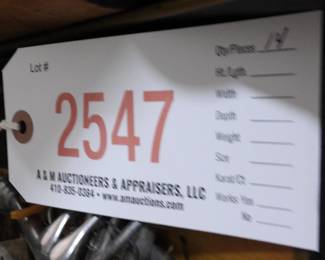 Lot #
2547
A & M AUCTIONEERS & APPRAISERS, LLC
410-835-0384 • www.amauctions.com
Qty/Pieces 14
Ht./Lgth.
Width
Depth
Weight
Size
Karat/Ct
Works: Yes
No